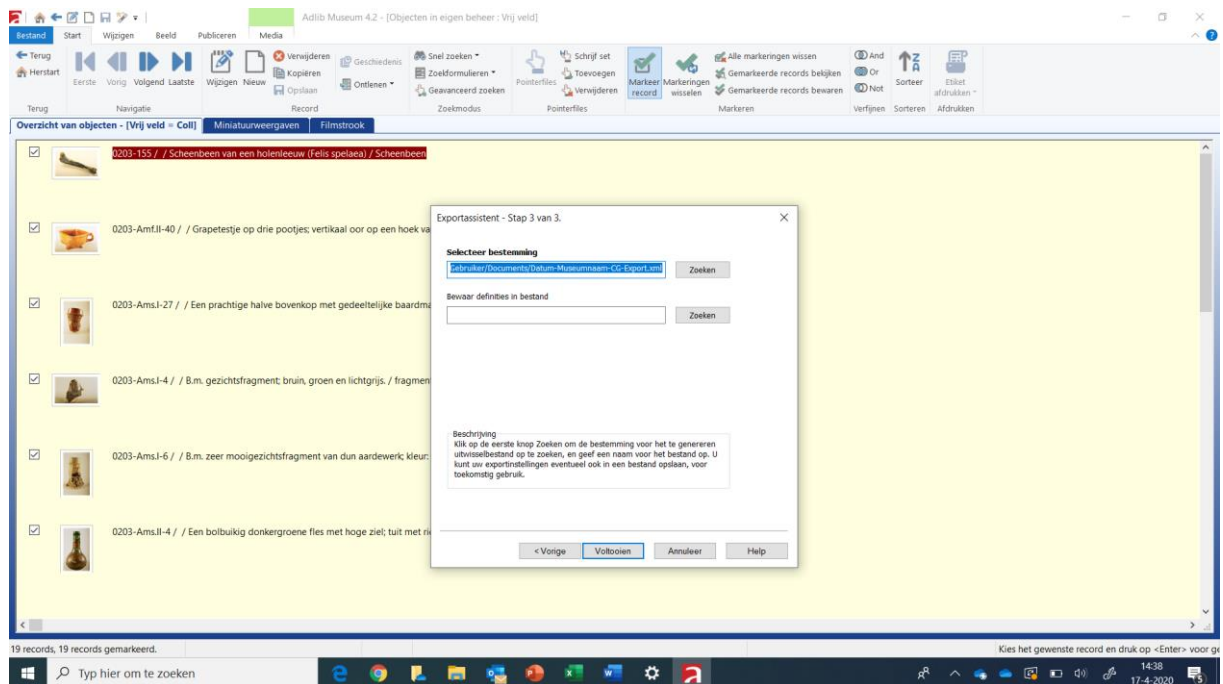 Adlib Museum 4.2 - [Objecten in eigen beheer : Vrij veld]
Bestand Start Wijzigen Beeld Publiceren Media
Terug
Herstart
Eerste Vorig Volgend Laatste
Wijzigen Nieuw
Verwijderen
Kopiëren
Opslaan
Geschiedenis
Ontlenen
Snel zoeken
Zoekformulieren
Geavanceerd zoeken
Pointerfiles
Schrijf set
Toevoegen
Verwijderen
Markeer record
Markeringen wisselen
Alle markeringen wissen
Gemarkeerde records bekijken
Gemarkeerde records bewaren
And
Or
Not
Sorteer
Etiket afdrukken
Terug Navigatie Record Zoekmodus Pointerfiles Markeren Verfijnen Sorteren Afdrukken
Overzicht van objecten - [Vrij veld = Coll] Miniatuurweergaven Filmstrook
0203-155 / / Scheenbeen van een holenleeuw (Felis spelaea) / Scheenbeen
0203-Amf.II-40 / / Grapetestje op drie pootjes; vertikaal oor op een hoek va
0203-Ams.I-27 / / Een prachtige halve bovenkop met gedeeltelijke baardma
0203-Ams.I-4 / / B.m. gezichtsfragment; bruin, groen en lichtgrijs. / fragmen
0203-Ams.I-6 / / B.m. zeer mooigezichtsfragment van dun aardewerk; kleur:
0203-Ams.II-4 / / Een bolbuikig donkergroene fles met hoge ziel; tuit met ri
Exportassistent - Stap 3 van 3.
Selecteer bestemming
Gebruiker/Documents/Datum-Museumnaam-CG-Export.xml Zoeken
Bewaar definities in bestand
Zoeken
Beschrijving
Klik op de eerste knop Zoeken om de bestemming voor het te genereren
uitwisselbestand op te zoeken, en geef een naam voor het bestand op. U
kunt uw exportinstellingen eventueel ook in een bestand opslaan, voor
toekomstig gebruik.
< Vorige Voltooien Annuleer Help
19 records, 19 records gemarkeerd. Kies het gewenste record en druk op <Enter> voor ge
Typ hier om te zoeken
14:38
17-4-2020